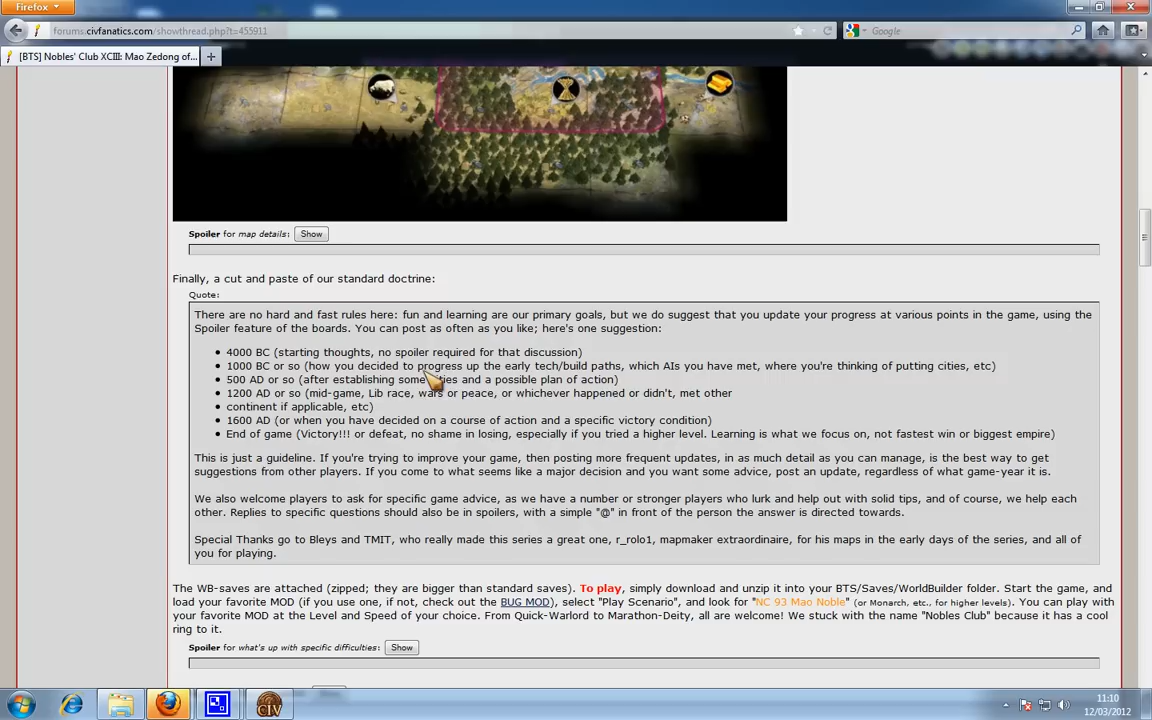 Firefox
forums.civfanatics.com/showthread.php?t=455911
Google
[BTS] Nobles' Club XCIII: Mao Zedong of...
Spoiler for map details: Show
Finally, a cut and paste of our standard doctrine:
Quote:
There are no hard and fast rules here: fun and learning are our primary goals, but we do suggest that you update your progress at various points in the game, using the
Spoiler feature of the boards. You can post as often as you like; here's one suggestion:
4000 BC (starting thoughts, no spoiler required for that discussion)
1000 BC or so (how you decided to progress up the early tech/build paths, which AIs you have met, where you're thinking of putting cities, etc)
500 AD or so (after establishing some cities and a possible plan of action)
1200 AD or so (mid-game, Lib race, wars or peace, or whichever happened or didn't, met other
continent if applicable, etc)
1600 AD (or when you have decided on a course of action and a specific victory condition)
End of game (Victory!!! or defeat, no shame in losing, especially if you tried a higher level. Learning is what we focus on, not fastest win or biggest empire)
This is just a guideline. If you're trying to improve your game, then posting more frequent updates, in as much detail as you can manage, is the best way to get
suggestions from other players. If you come to what seems like a major decision and you want some advice, post an update, regardless of what game-year it is.
We also welcome players to ask for specific game advice, as we have a number or stronger players who lurk and help out with solid tips, and of course, we help each
other. Replies to specific questions should also be in spoilers, with a simple "@" in front of the person the answer is directed towards.
Special Thanks go to Bleys and TMIT, who really made this series a great one, r_rolo1, mapmaker extraordinaire, for his maps in the early days of the series, and all of
you for playing.
The WB-saves are attached (zipped; they are bigger than standard saves). To play, simply download and unzip it into your BTS/Saves/WorldBuilder folder. Start the game, and
load your favorite MOD (if you use one, if not, check out the BUG MOD), select "Play Scenario", and look for "NC 93 Mao Noble" (or Monarch, etc., for higher levels). You can play with
your favorite MOD at the Level and Speed of your choice. From Quick-Warlord to Marathon-Deity, all are welcome! We stuck with the name "Nobles Club" because it has a cool
ring to it.
Spoiler for what's up with specific difficulties: Show
CIV
11:10
12/03/2012